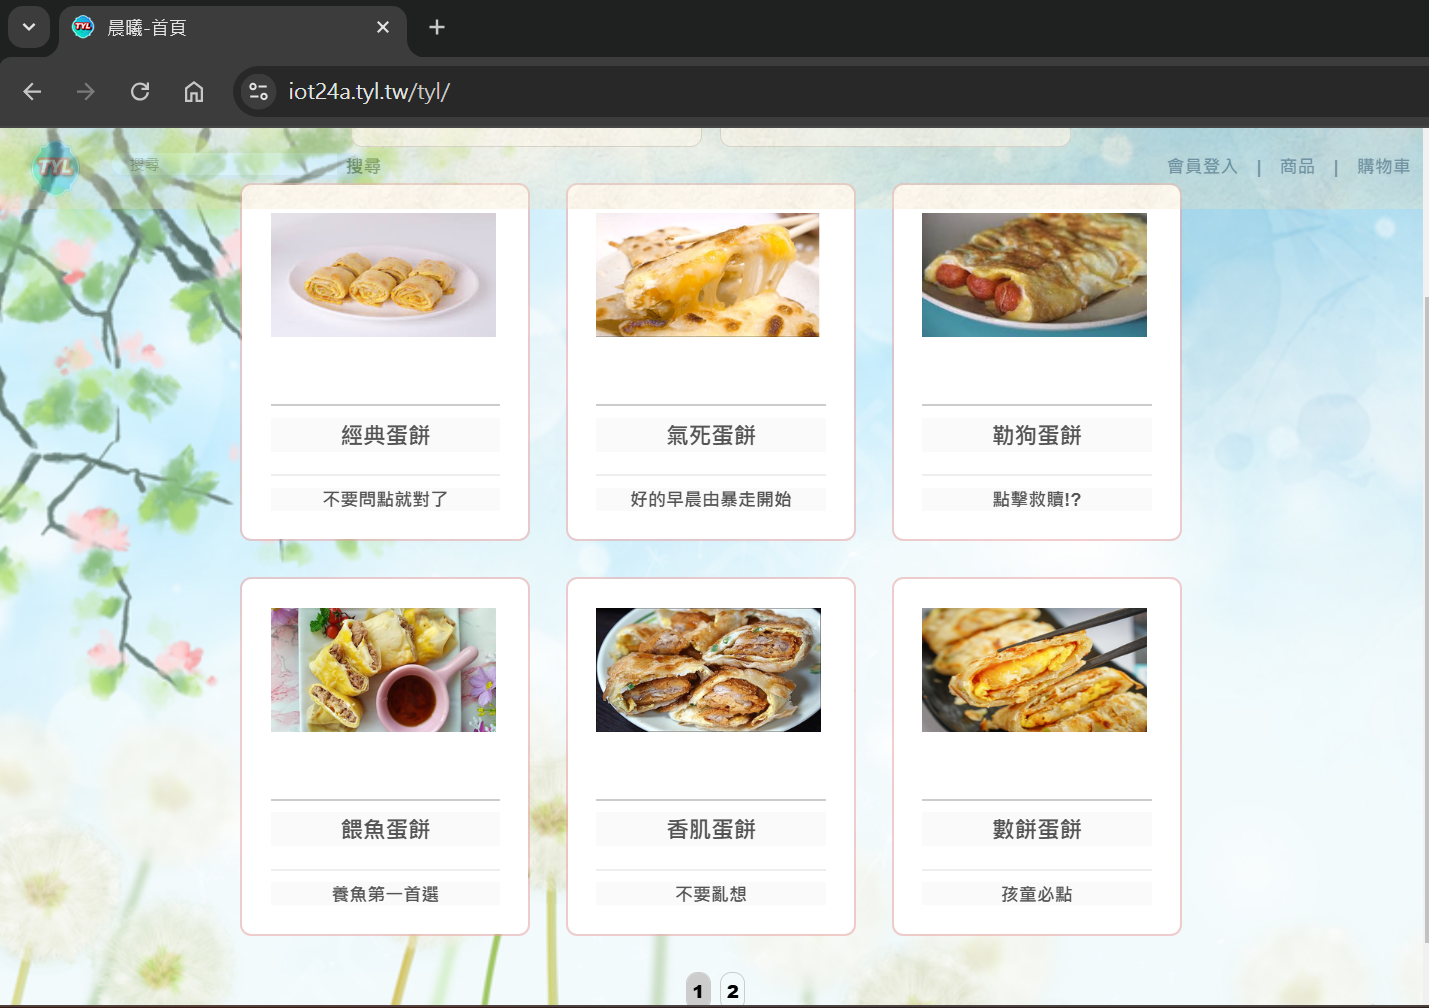 晨曦-首頁
iot24a.tyl.tw/tyl/
TYL 搜尋 搜尋 會員登入 | 商品 | 購物車
經典蛋餅 氣死蛋餅 勒狗蛋餅
不要問點就對了 好的早晨由暴走開始 點擊救贖!?
餵魚蛋餅 香肌蛋餅 數餅蛋餅
養魚第一首選 不要亂想 孩童必點
1 2